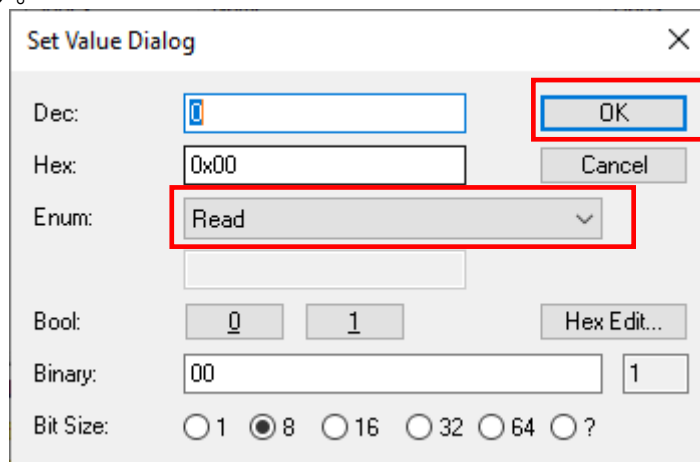 Set Value Dialog
Dec: 0 OK
Hex: 0x00 Cancel
Enum: Read
Bool: 0 1 Hex Edit...
Binary: 00 1
Bit Size: 1 8 16 32 64 ?